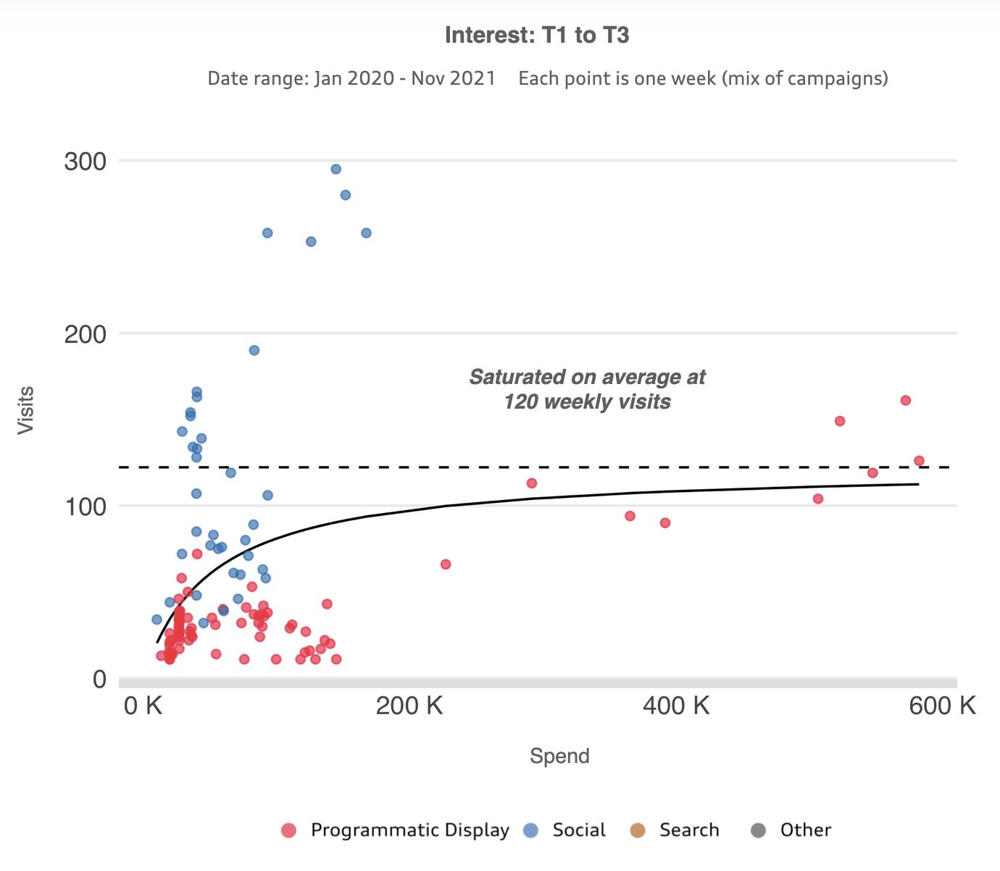 Interest: T1 to T3
Date range: Jan 2020 - Nov 2021 Each point is one week (mix of campaigns)
300
200
Saturated on average at
120 weekly visits
Visits
100
0
0 K 200 K 400 K 600 K
Spend
Programmatic Display Social Search Other